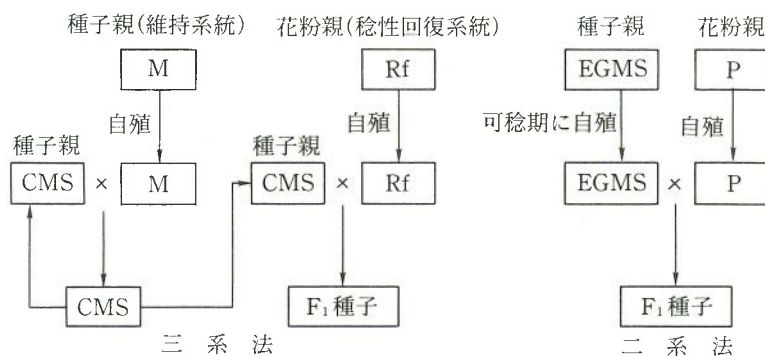 種子親(維持系統)
花粉親(稔性回復系統)
種子親
花粉親
M
Rf
EGMS
P
自殖
自殖
可稔期に自殖
自殖
種子親
種子親
CMS × M
CMS × Rf
EGMS × P
CMS
F₁種子
F₁種子
三系法
二系法